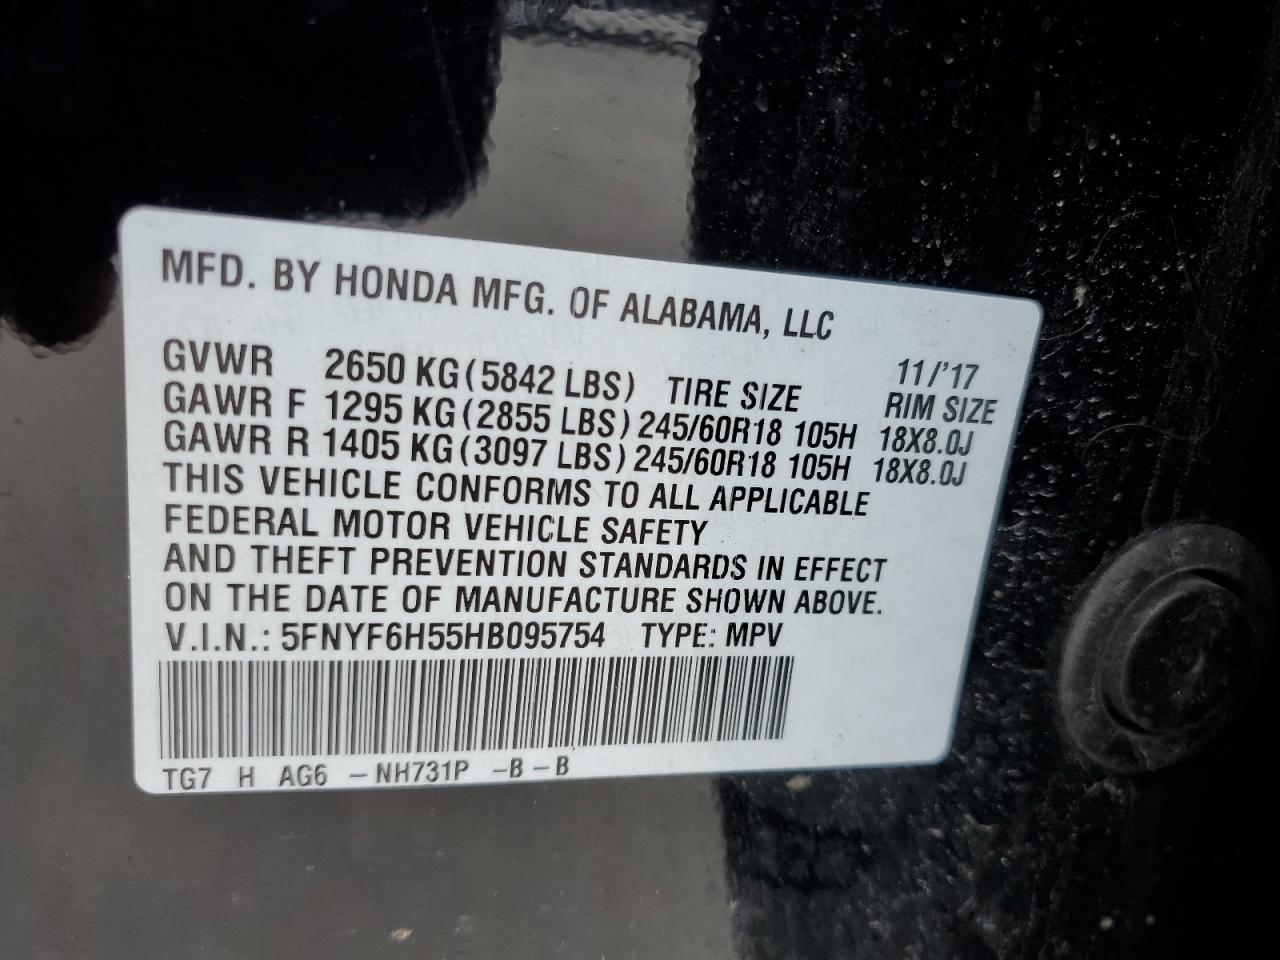 MFD. BY HONDA MFG. OF ALABAMA, LLC
11/'17
GVWR 2650 KG (5842 LBS) TIRE SIZE RIM SIZE
GAWR F 1295 KG (2855 LBS) 245/60R18 105H 18X8.0J
GAWR R 1405 KG (3097 LBS) 245/60R18 105H 18X8.0J
THIS VEHICLE CONFORMS TO ALL APPLICABLE
FEDERAL MOTOR VEHICLE SAFETY
AND THEFT PREVENTION STANDARDS IN EFFECT
ON THE DATE OF MANUFACTURE SHOWN ABOVE.
V.I.N.: 5FNYF6H55HB095754 TYPE: MPV
TG7 H AG6 -NH731P -B-B